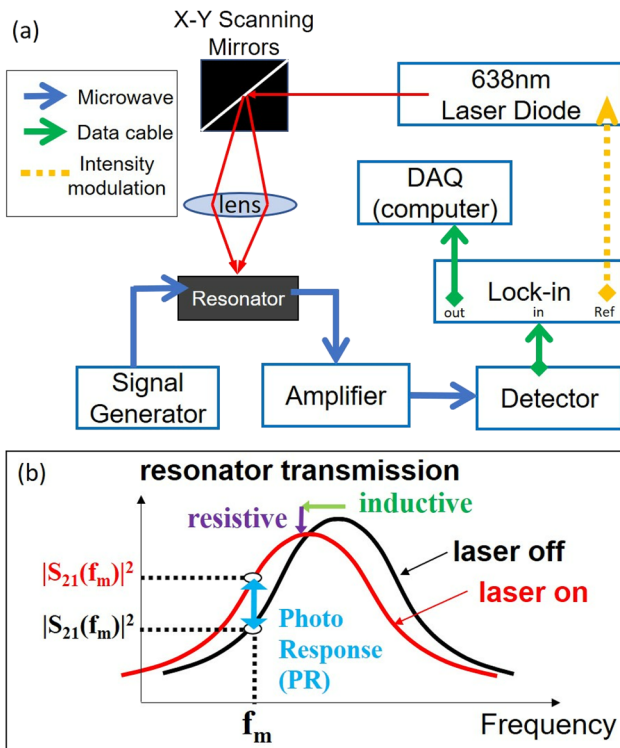 (a)
X-Y Scanning
Mirrors
Microwave
Data cable
Intensity
modulation
638nm
Laser Diode
DAQ
(computer)
lens
Resonator
Lock-in
out
in
Ref
Signal
Generator
Amplifier
Detector
(b)
resonator transmission
resistive
inductive
laser off
laser on
|S21(fm)|²
|S21(fm)|²
Photo
Response
(PR)
fm
Frequency